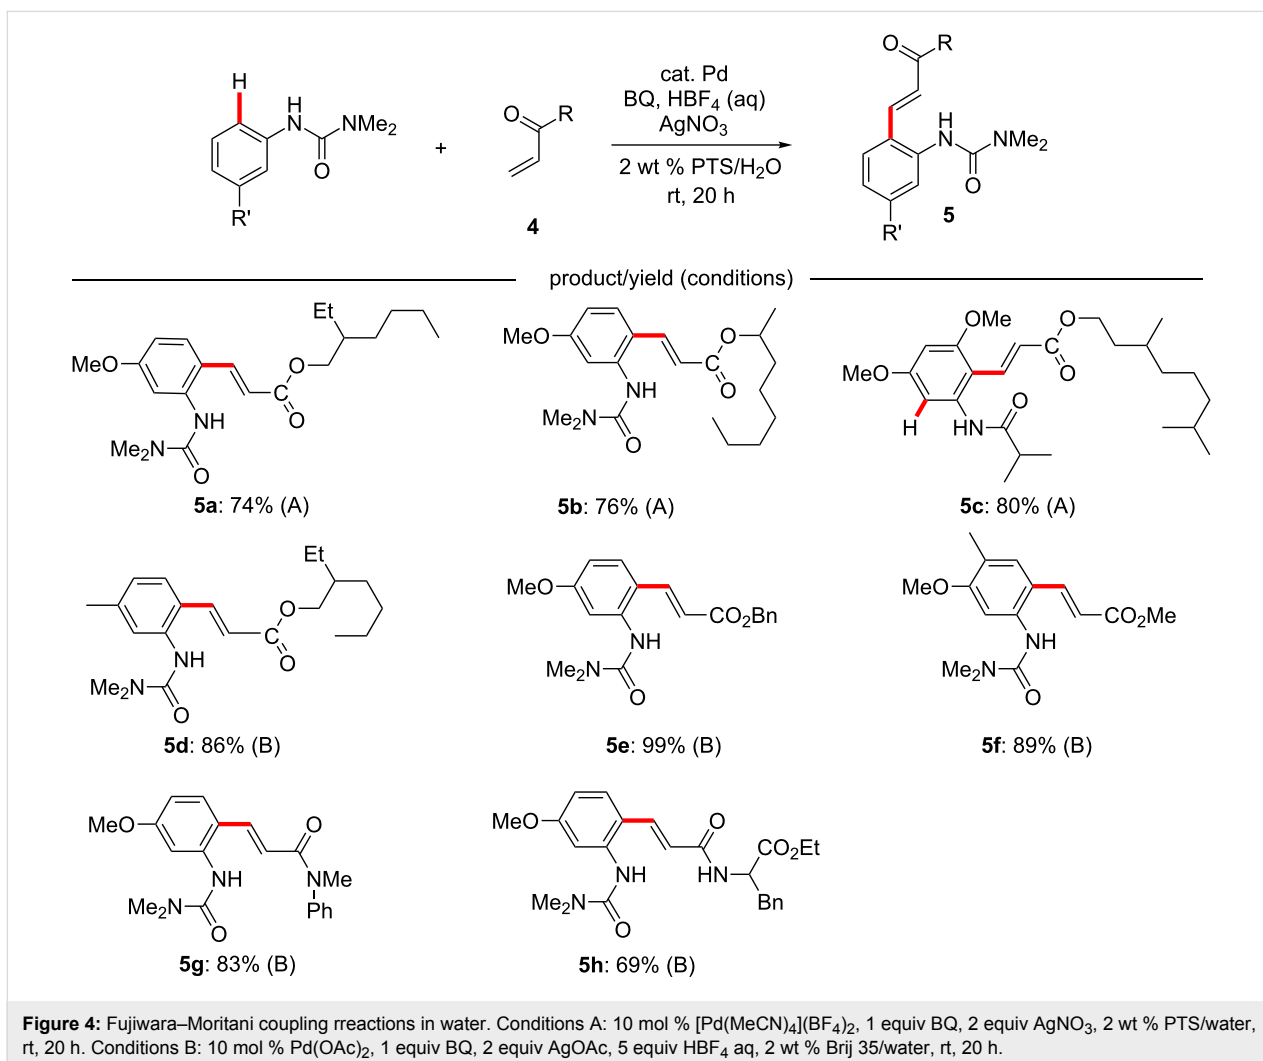 H
H
N
NMe2
O
R'
+
O
R
4
cat. Pd
BQ, HBF4 (aq)
AgNO3
2 wt % PTS/H2O
rt, 20 h
O
R
H
N
NMe2
O
R'
5
product/yield (conditions)
Et
MeO
O
C
O
NH
Me2N
O
5a: 74% (A)
MeO
O
C
O
NH
Me2N
O
5b: 76% (A)
OMe
O
C
O
MeO
H
HN
O
5c: 80% (A)
Et
O
C
O
NH
Me2N
O
5d: 86% (B)
MeO
CO2Bn
NH
Me2N
O
5e: 99% (B)
MeO
CO2Me
NH
Me2N
O
5f: 89% (B)
MeO
O
NMe
Ph
NH
Me2N
O
5g: 83% (B)
MeO
O
CO2Et
HN
Bn
NH
Me2N
O
5h: 69% (B)
Figure 4: Fujiwara–Moritani coupling rreactions in water. Conditions A: 10 mol % [Pd(MeCN)4](BF4)2, 1 equiv BQ, 2 equiv AgNO3, 2 wt % PTS/water,
rt, 20 h. Conditions B: 10 mol % Pd(OAc)2, 1 equiv BQ, 2 equiv AgOAc, 5 equiv HBF4 aq, 2 wt % Brij 35/water, rt, 20 h.